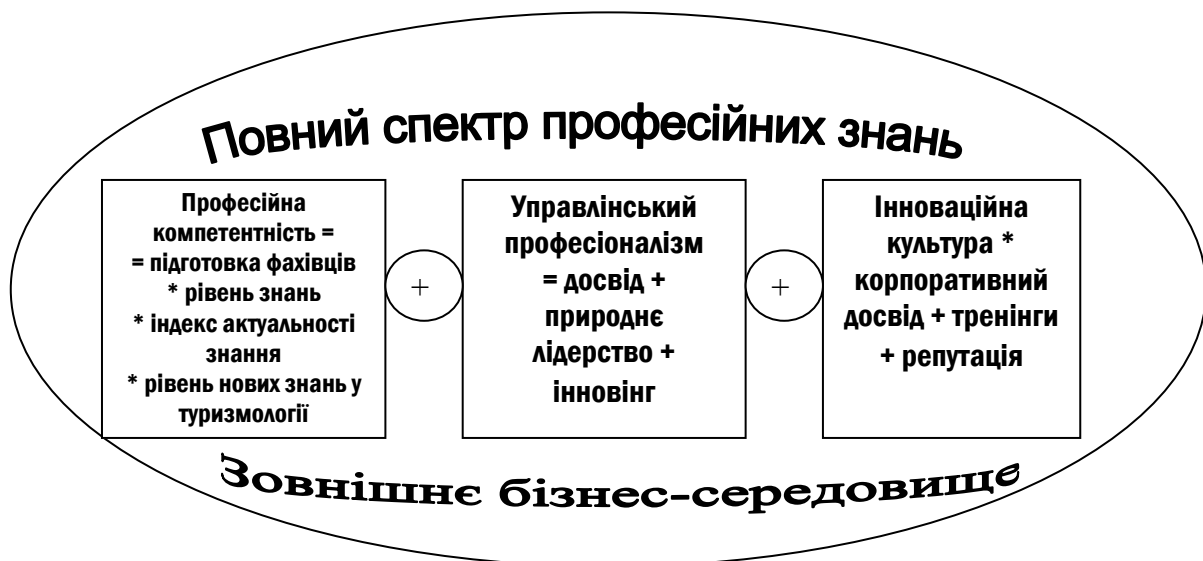 Повний спектр професійних знань
Професійна
компетентність =
= підготовка фахівців
* рівень знань
* індекс актуальності
знання
* рівень нових знань у
туризмології
+
Управлінський
професіоналізм
= досвід +
природнє
лідерство +
інновінг
+
Інноваційна
культура *
корпоративний
досвід + тренінги
+ репутація
Зовнішнє бізнес-середовище